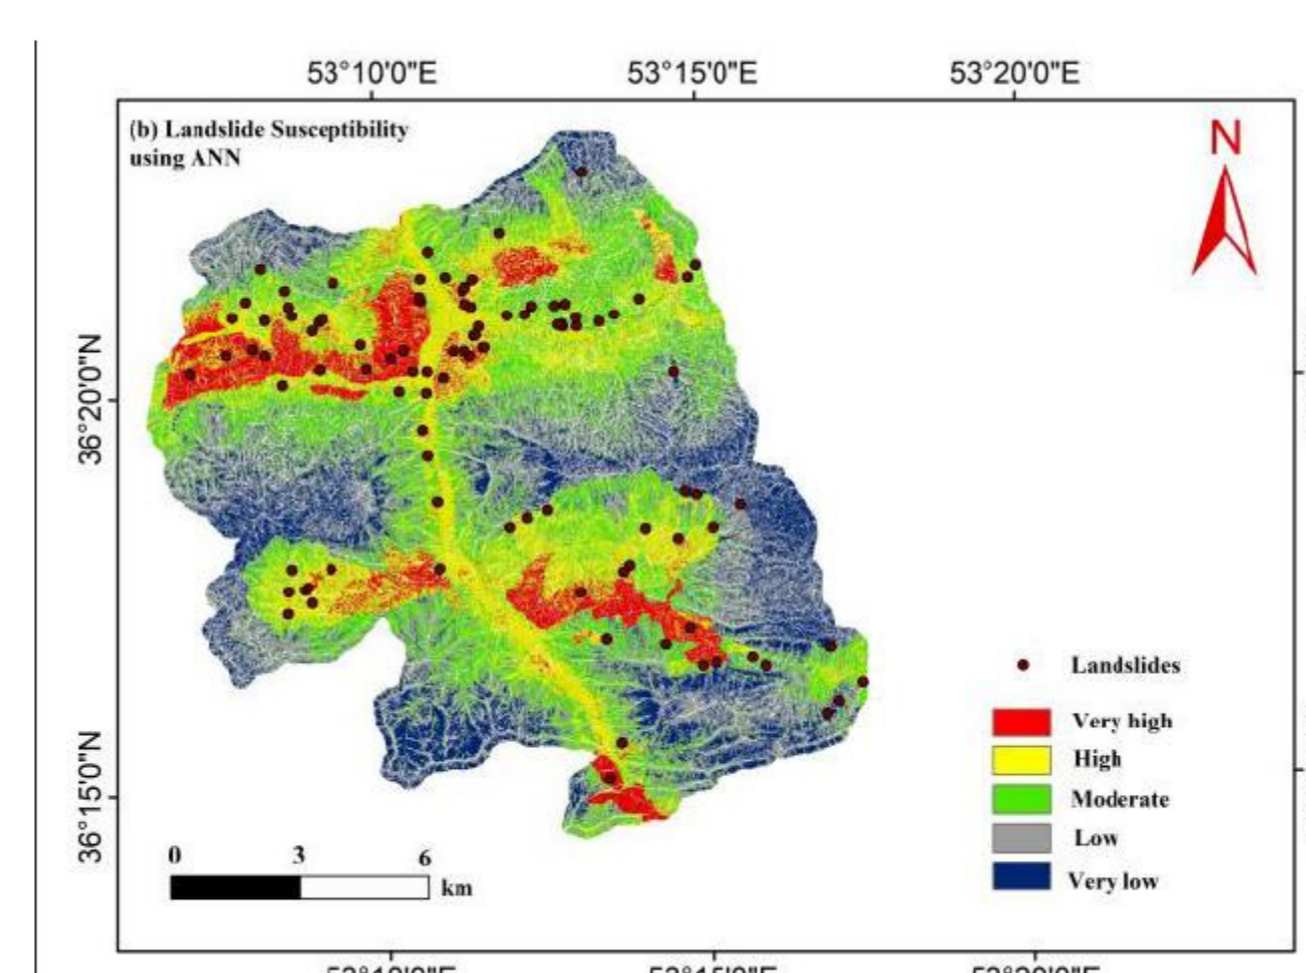 53°10'0"E 53°15'0"E 53°20'0"E
(b) Landslide Susceptibility
using ANN
N
36°20'0"N
36°15'0"N
Landslides
Very high
High
Moderate
Low
Very low
0 3 6
km